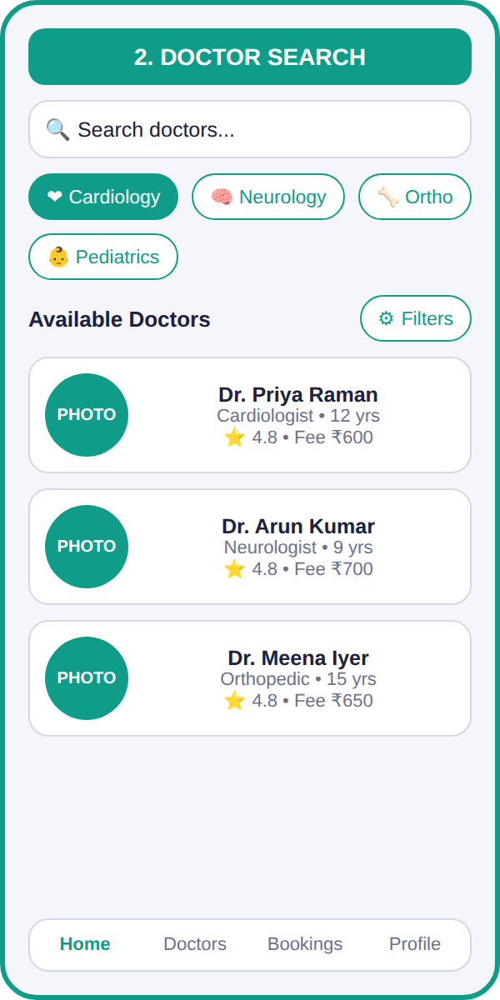 2. DOCTOR SEARCH
🔍 Search doctors...
❤ Cardiology
🧠 Neurology
🦴 Ortho
👶 Pediatrics
Available Doctors
⚙ Filters
PHOTO
Dr. Priya Raman
Cardiologist • 12 yrs
⭐ 4.8 • Fee ₹600
PHOTO
Dr. Arun Kumar
Neurologist • 9 yrs
⭐ 4.8 • Fee ₹700
PHOTO
Dr. Meena Iyer
Orthopedic • 15 yrs
⭐ 4.8 • Fee ₹650
Home
Doctors
Bookings
Profile